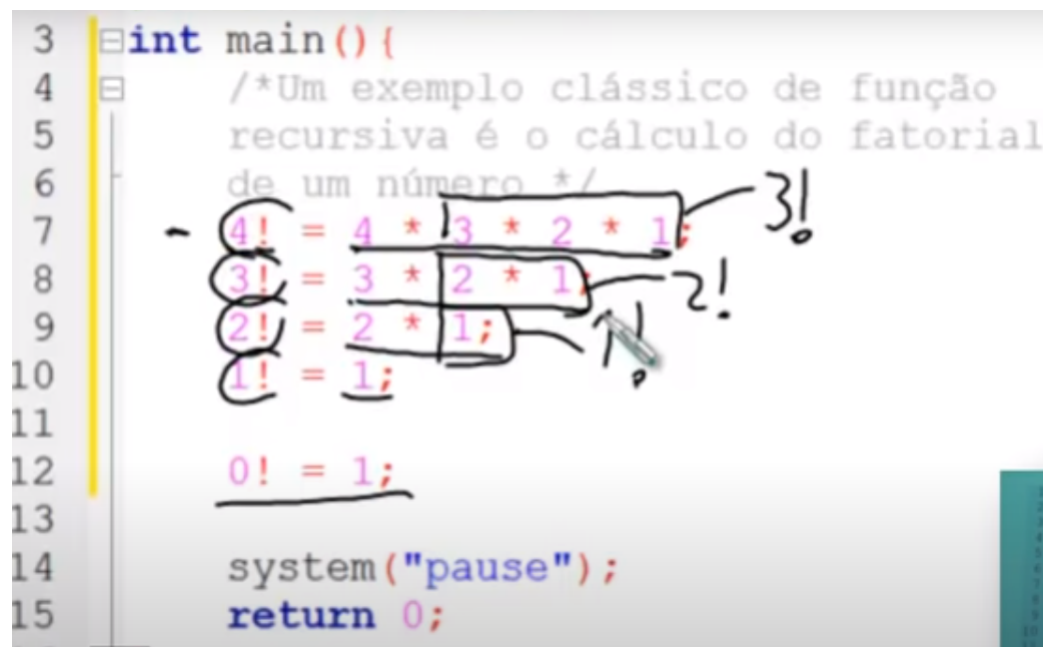 3 int main(){
4 /*Um exemplo clássico de função
5 recursiva é o cálculo do fatorial
6 de um número */
7 4! = 4 * 3 * 2 * 1; 3!
8 3! = 3 * 2 * 1; 2!
9 2! = 2 * 1; 1!
10 1! = 1;
11
12 0! = 1;
13
14 system("pause");
15 return 0;